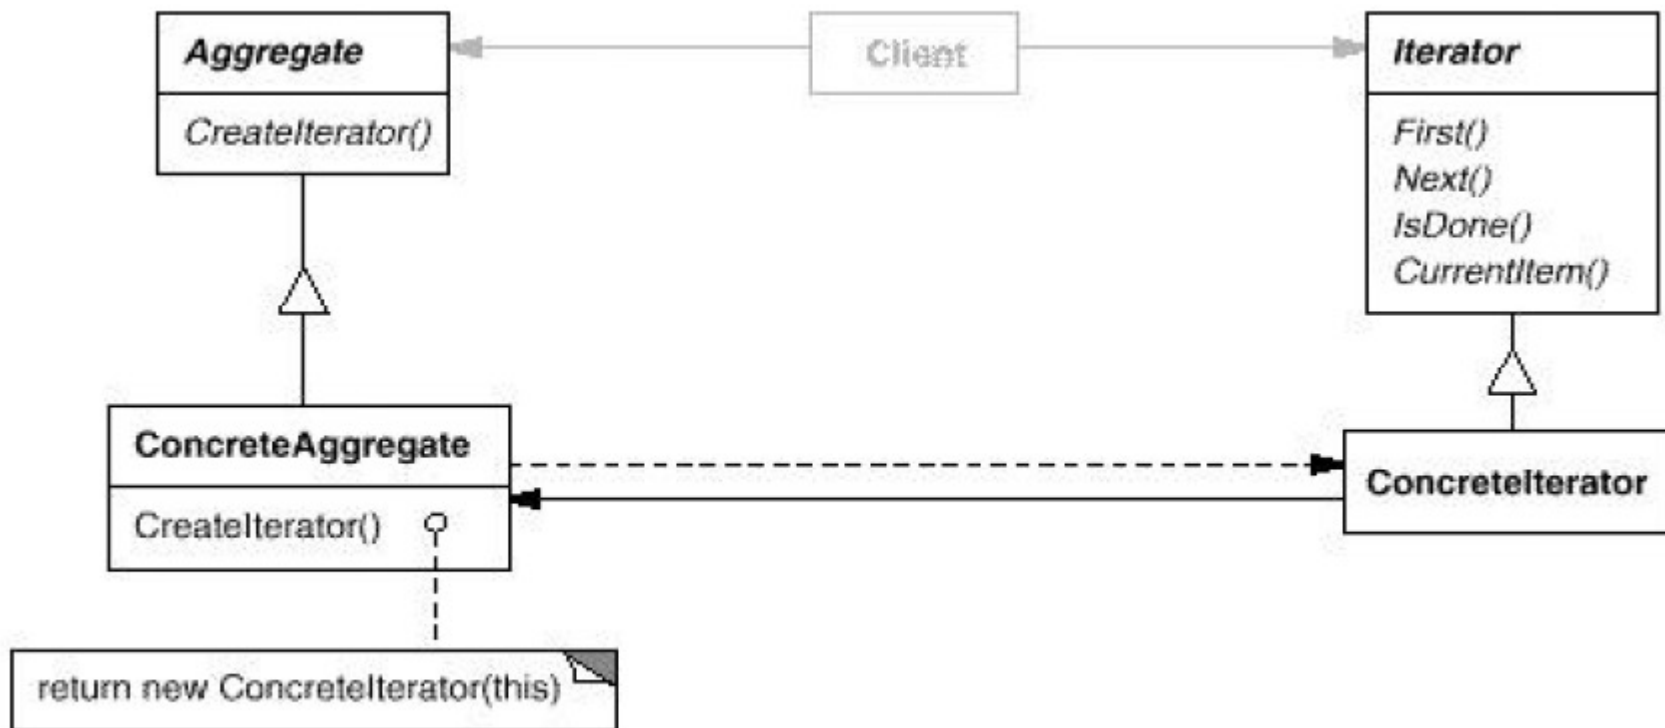 Aggregate
CreateIterator()
Client
Iterator
First()
Next()
IsDone()
CurrentItem()
ConcreteAggregate
CreateIterator()
ConcreteIterator
return new ConcreteIterator(this)